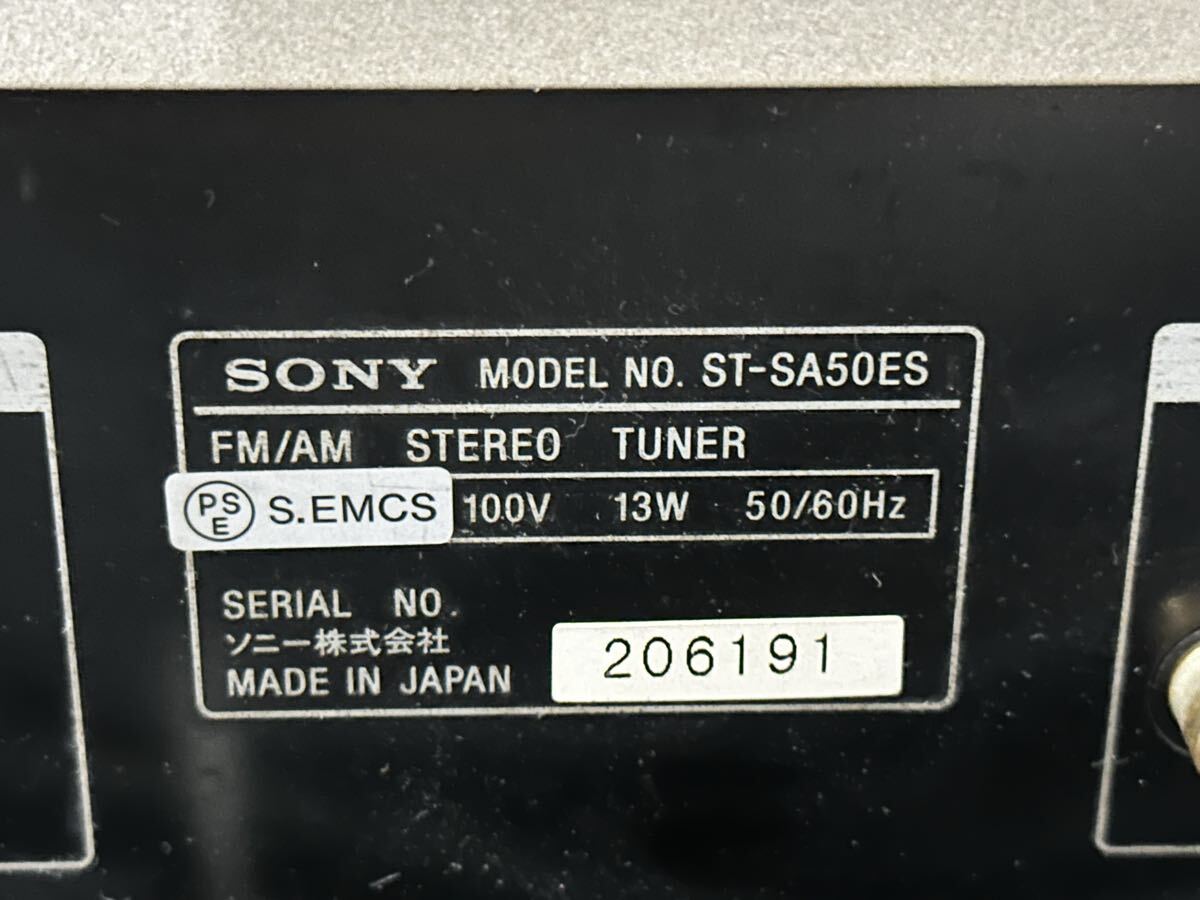 SONY MODEL NO. ST-SA50ES
FM/AM STEREO TUNER
PSE S.EMCS 100V 13W 50/60Hz
SERIAL NO.
ソニー株式会社
MADE IN JAPAN 206191